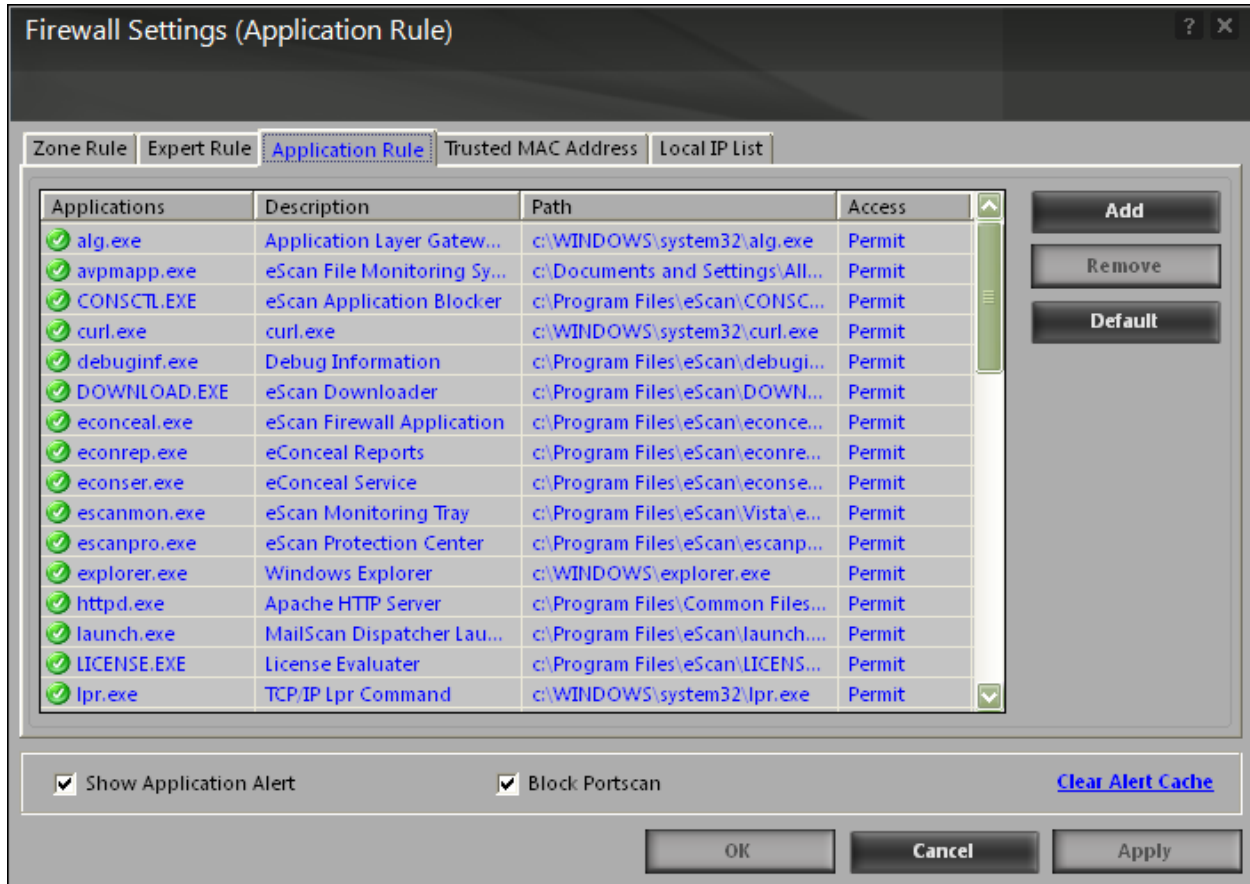 Firewall Settings (Application Rule)
? X
Zone Rule Expert Rule Application Rule Trusted MAC Address Local IP List
Applications Description Path Access
alg.exe Application Layer Gatew... c:\WINDOWS\system32\alg.exe Permit
avpmapp.exe eScan File Monitoring Sy... c:\Documents and Settings\All... Permit
CONSCTL.EXE eScan Application Blocker c:\Program Files\eScan\CONSC... Permit
curl.exe curl.exe c:\WINDOWS\system32\curl.exe Permit
debuginf.exe Debug Information c:\Program Files\eScan\debugi... Permit
DOWNLOAD.EXE eScan Downloader c:\Program Files\eScan\DOWN... Permit
econceal.exe eScan Firewall Application c:\Program Files\eScan\econce... Permit
econrep.exe eConceal Reports c:\Program Files\eScan\econre... Permit
econser.exe eConceal Service c:\Program Files\eScan\econse... Permit
escanmon.exe eScan Monitoring Tray c:\Program Files\eScan\Vista\e... Permit
escanpro.exe eScan Protection Center c:\Program Files\eScan\escanp... Permit
explorer.exe Windows Explorer c:\WINDOWS\explorer.exe Permit
httpd.exe Apache HTTP Server c:\Program Files\Common Files... Permit
launch.exe MailScan Dispatcher Lau... c:\Program Files\eScan\launch.... Permit
LICENSE.EXE License Evaluater c:\Program Files\eScan\LICENS... Permit
lpr.exe TCP/IP Lpr Command c:\WINDOWS\system32\lpr.exe Permit
Add
Remove
Default
Show Application Alert Block Portscan Clear Alert Cache
OK Cancel Apply